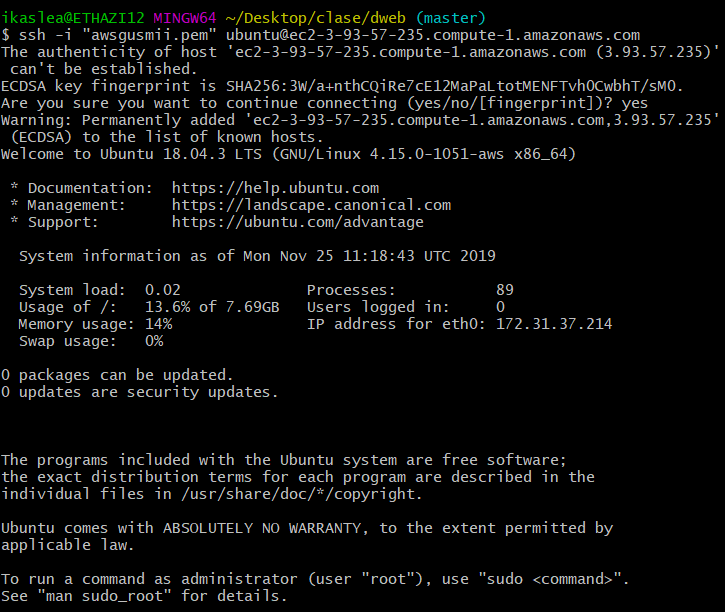 ikaslea@ETHAZI12 MINGW64 ~/Desktop/clase/dweb (master)
$ ssh -i "awsgusmii.pem" ubuntu@ec2-3-93-57-235.compute-1.amazonaws.com
The authenticity of host 'ec2-3-93-57-235.compute-1.amazonaws.com (3.93.57.235)'
can't be established.
ECDSA key fingerprint is SHA256:3W/a+nthCQiRe7cE12MaPaLtotMENFTvh0CwbhT/sM0.
Are you sure you want to continue connecting (yes/no/[fingerprint])? yes
Warning: Permanently added 'ec2-3-93-57-235.compute-1.amazonaws.com,3.93.57.235'
(ECDSA) to the list of known hosts.
Welcome to Ubuntu 18.04.3 LTS (GNU/Linux 4.15.0-1051-aws x86_64)
* Documentation: https://help.ubuntu.com
* Management: https://landscape.canonical.com
* Support: https://ubuntu.com/advantage
System information as of Mon Nov 25 11:18:43 UTC 2019
System load: 0.02 Processes: 89
Usage of /: 13.6% of 7.69GB Users logged in: 0
Memory usage: 14% IP address for eth0: 172.31.37.214
Swap usage: 0%
0 packages can be updated.
0 updates are security updates.
The programs included with the Ubuntu system are free software;
the exact distribution terms for each program are described in the
individual files in /usr/share/doc/*/copyright.
Ubuntu comes with ABSOLUTELY NO WARRANTY, to the extent permitted by
applicable law.
To run a command as administrator (user "root"), use "sudo <command>".
See "man sudo_root" for details.